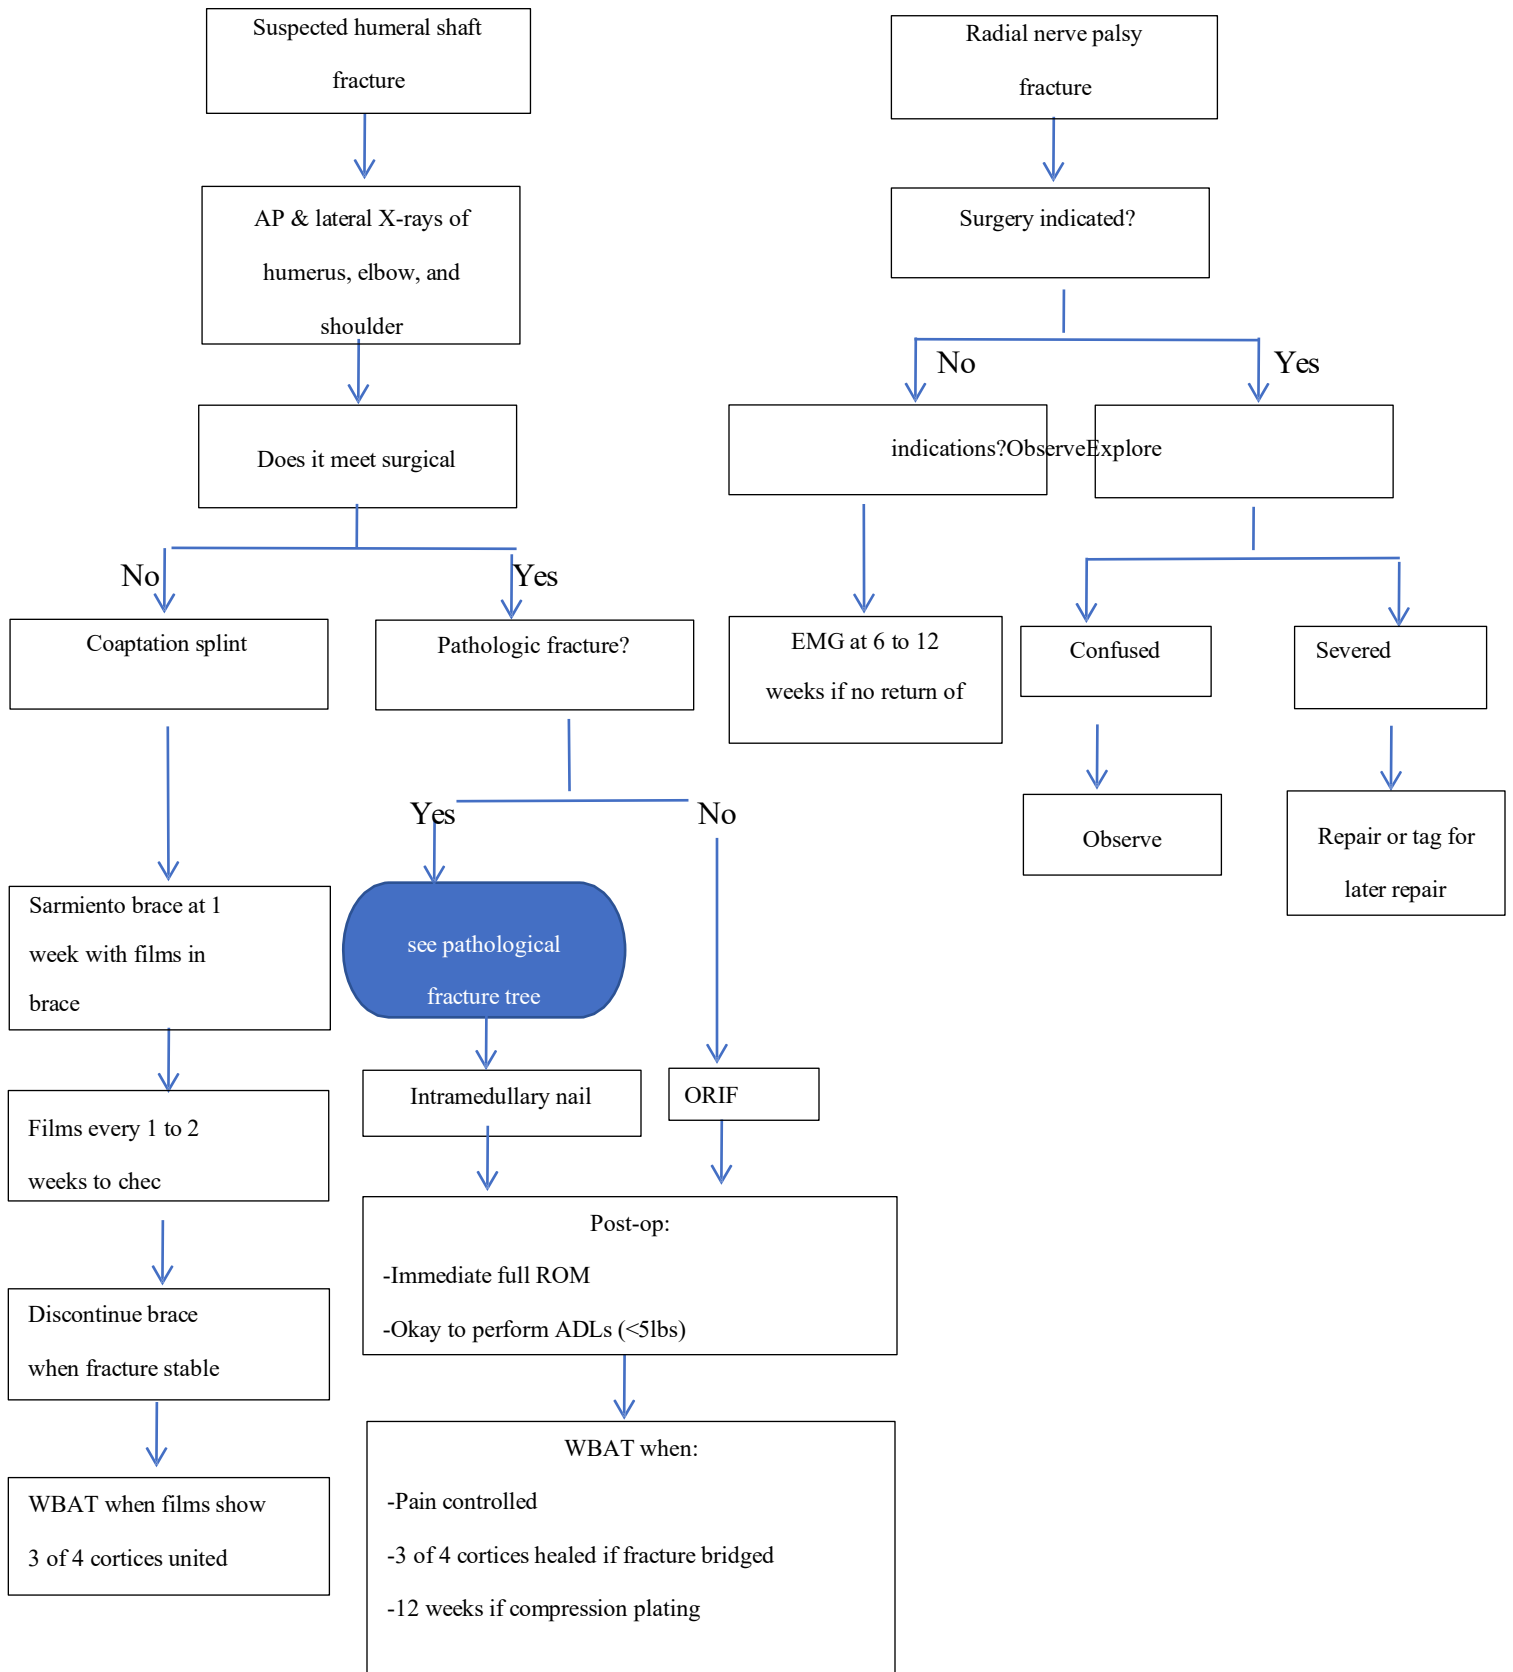 Suspected humeral shaft
fracture
AP & lateral X-rays of
humerus, elbow, and
shoulder
Does it meet surgical
No
Yes
Coaptation splint
Pathologic fracture?
Yes
No
Sarmiento brace at 1
week with films in
brace
see pathological
fracture tree
Intramedullary nail
ORIF
Films every 1 to 2
weeks to chec
Post-op:
-Immediate full ROM
-Okay to perform ADLs (<5lbs)
Discontinue brace
when fracture stable
WBAT when films show
3 of 4 cortices united
WBAT when:
-Pain controlled
-3 of 4 cortices healed if fracture bridged
-12 weeks if compression plating
Radial nerve palsy
fracture
Surgery indicated?
No
Yes
indications?ObserveExplore
EMG at 6 to 12
weeks if no return of
Confused
Severed
Observe
Repair or tag for
later repair